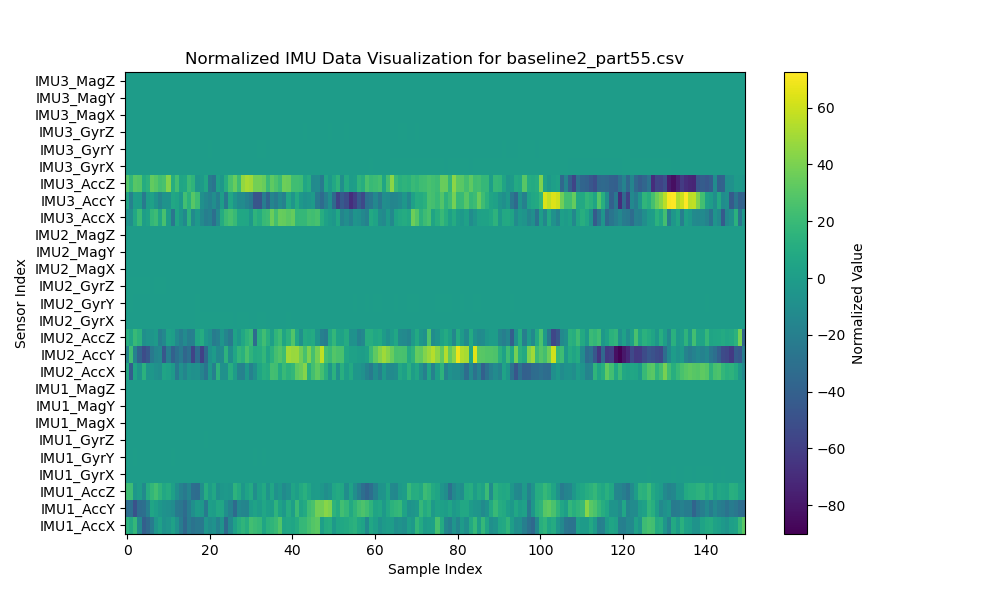 Normalized IMU Data Visualization for baseline2_part55.csv
IMU3_MagZ
IMU3_MagY
IMU3_MagX
IMU3_GyrZ
IMU3_GyrY
IMU3_GyrX
IMU3_AccZ
IMU3_AccY
IMU3_AccX
IMU2_MagZ
IMU2_MagY
IMU2_MagX
IMU2_GyrZ
IMU2_GyrY
IMU2_GyrX
IMU2_AccZ
IMU2_AccY
IMU2_AccX
IMU1_MagZ
IMU1_MagY
IMU1_MagX
IMU1_GyrZ
IMU1_GyrY
IMU1_GyrX
IMU1_AccZ
IMU1_AccY
IMU1_AccX
Sensor Index
0 20 40 60 80 100 120 140
Sample Index
60
40
20
0
−20
−40
−60
−80
Normalized Value